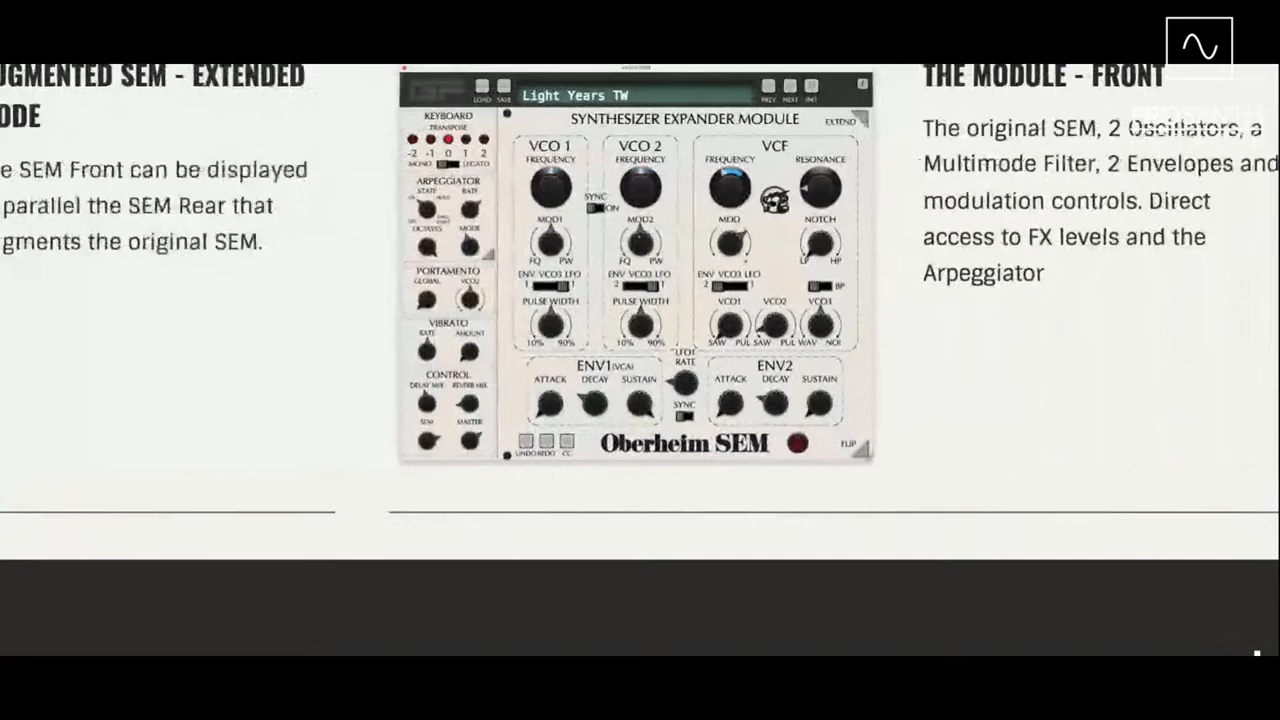 UGMENTED SEM - EXTENDED
ODE
e SEM Front can be displayed
parallel the SEM Rear that
gments the original SEM.
LOAD SAVE Light Years TW PREV NEXT INIT
KEYBOARD
TRANSPOSE
-2 -1 0 1 2
MONO LEGATO
ARPEGGIATOR
STATE RATE
OCTAVES MODE
PORTAMENTO
GLOBAL VCO2
VIBRATO
RATE AMOUNT
CONTROL
DELAY MIX REVERB MIX
SEM MASTER
SYNTHESIZER EXPANDER MODULE EXTEND
VCO 1 VCO 2 VCF
FREQUENCY FREQUENCY FREQUENCY RESONANCE
SYNC
ON
MOD1 MOD2 MOD NOTCH
FQ PW FQ PW LP HP
ENV VCO3 LFO ENV VCO3 LFO ENV VCO3 LFO
1 1 2 1 2 1 BP
PULSE WIDTH PULSE WIDTH VCO1 VCO2 VCO3
10% 90% 10% 90% SAW PUL SAW PUL WAV NOI
ENV1(VCA) LFO1 ENV2
RATE
ATTACK DECAY SUSTAIN ATTACK DECAY SUSTAIN
SYNC
UNDO REDO CC Oberheim SEM FLIP
THE MODULE - FRONT
The original SEM, 2 Oscillators, a
Multimode Filter, 2 Envelopes and
modulation controls. Direct
access to FX levels and the
Arpeggiator